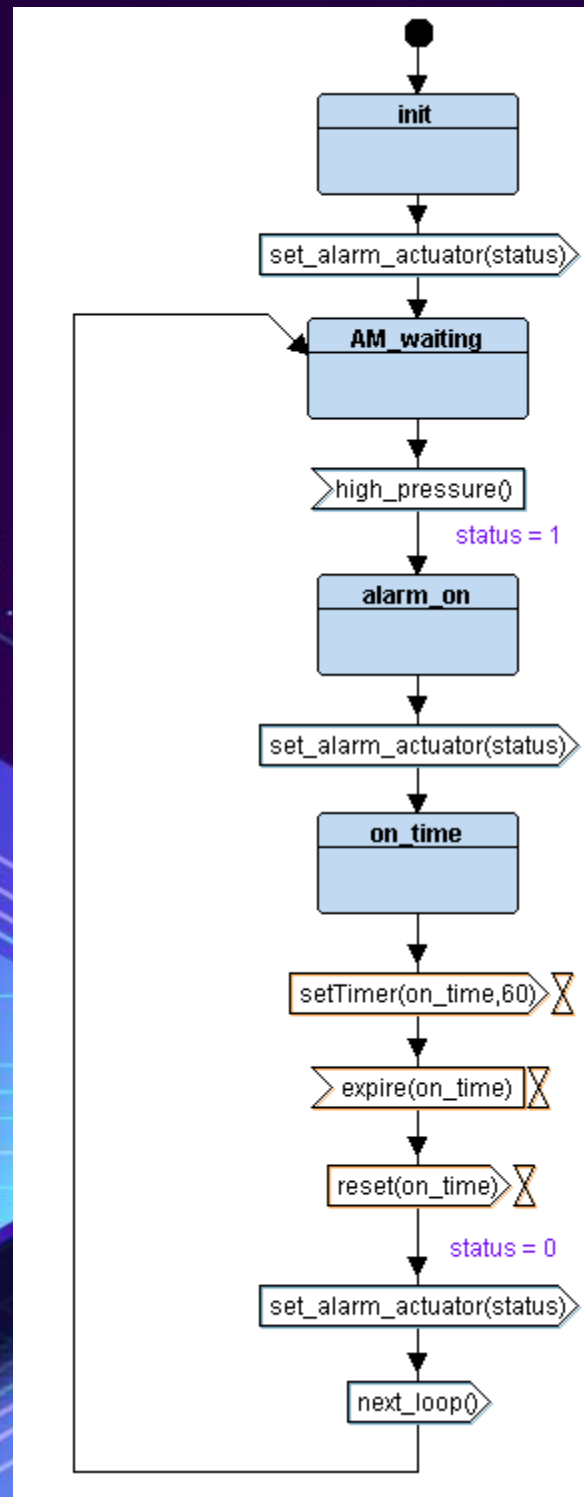 init
set_alarm_actuator(status)
AM_waiting
high_pressure()
status = 1
alarm_on
set_alarm_actuator(status)
on_time
setTimer(on_time,60)
expire(on_time)
reset(on_time)
status = 0
set_alarm_actuator(status)
next_loop()